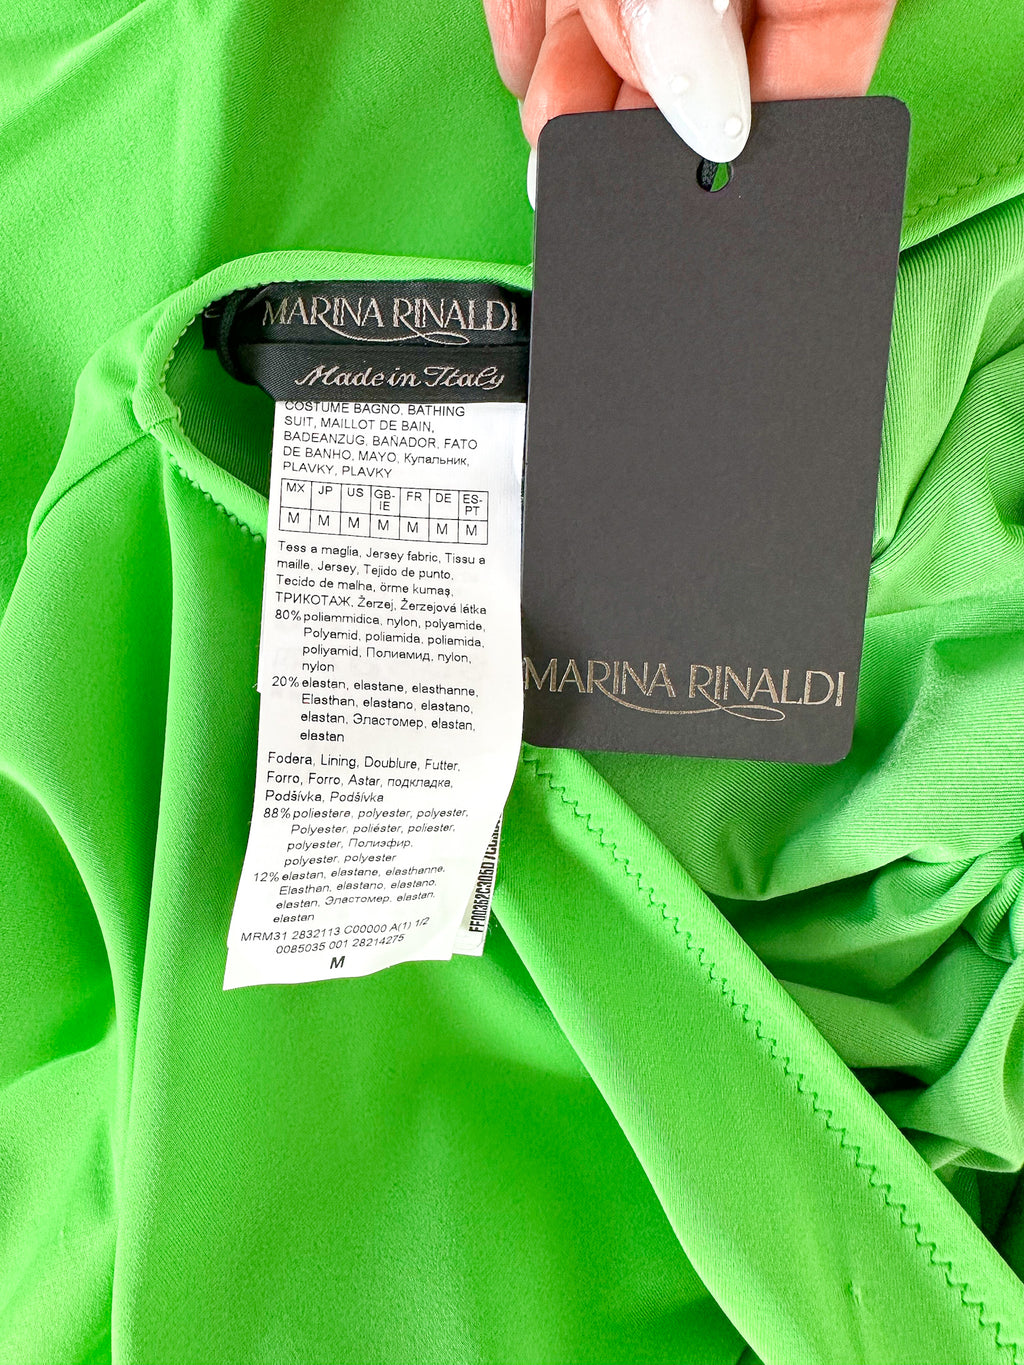 MARINA RINALDI
Made in Italy
COSTUME BAGNO, BATHING
SUIT, MAILLOT DE BAIN,
BADEANZUG, BAÑADOR, FATO
DE BANHO, MAYO, Купальник,
PLAVKY, PLAVKY
MX JP US GB-IE FR DE ES-PT
M M M M M M M
Tess a maglia, Jersey fabric, Tissu a
maille, Jersey, Tejido de punto,
Tecido de malha, örme kumaş,
ТРИКОТАЖ, Žerzej, Žerzejová látka
80% poliammidica, nylon, polyamide,
Polyamid, poliamida, poliamida,
poliyamid, Полиамид, nylon,
nylon
20% elastan, elastane, elasthanne,
Elasthan, elastano, elastano,
elastan, Эластомер, elastan,
elastan
Fodera, Lining, Doublure, Futter,
Forro, Forro, Astar, подкладка,
Podšívka, Podšívka
88% poliestere, polyester, polyester,
Polyester, poliéster, poliester,
polyester, Полиэфир,
polyester, polyester
12% elastan, elastane, elasthanne,
Elasthan, elastano, elastano,
elastan, Эластомер, elastan,
elastan
MRM31 2832113 C00000 A(1) 1/2
0085035 001 28214275
M
MARINA RINALDI